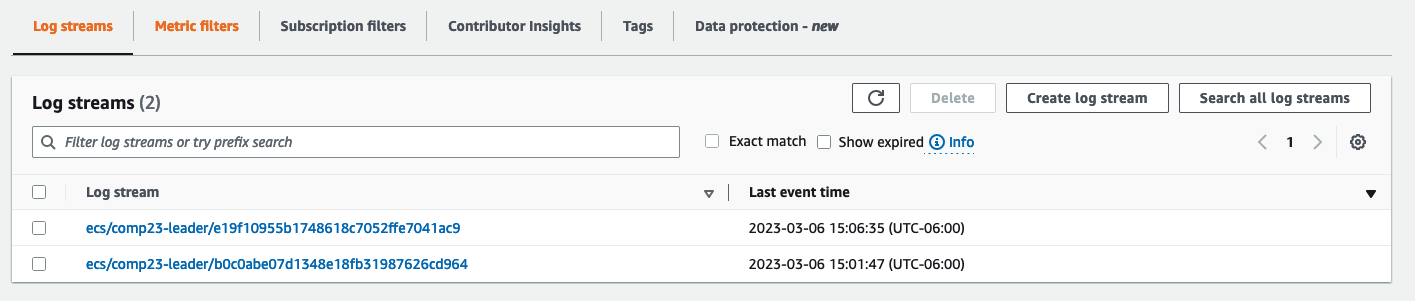 Log streams Metric filters Subscription filters Contributor Insights Tags Data protection - new
Log streams (2) Delete Create log stream Search all log streams
Filter log streams or try prefix search Exact match Show expired Info 1
Log stream Last event time
ecs/comp23-leader/e19f10955b1748618c7052ffe7041ac9 2023-03-06 15:06:35 (UTC-06:00)
ecs/comp23-leader/b0c0abe07d1348e18fb31987626cd964 2023-03-06 15:01:47 (UTC-06:00)